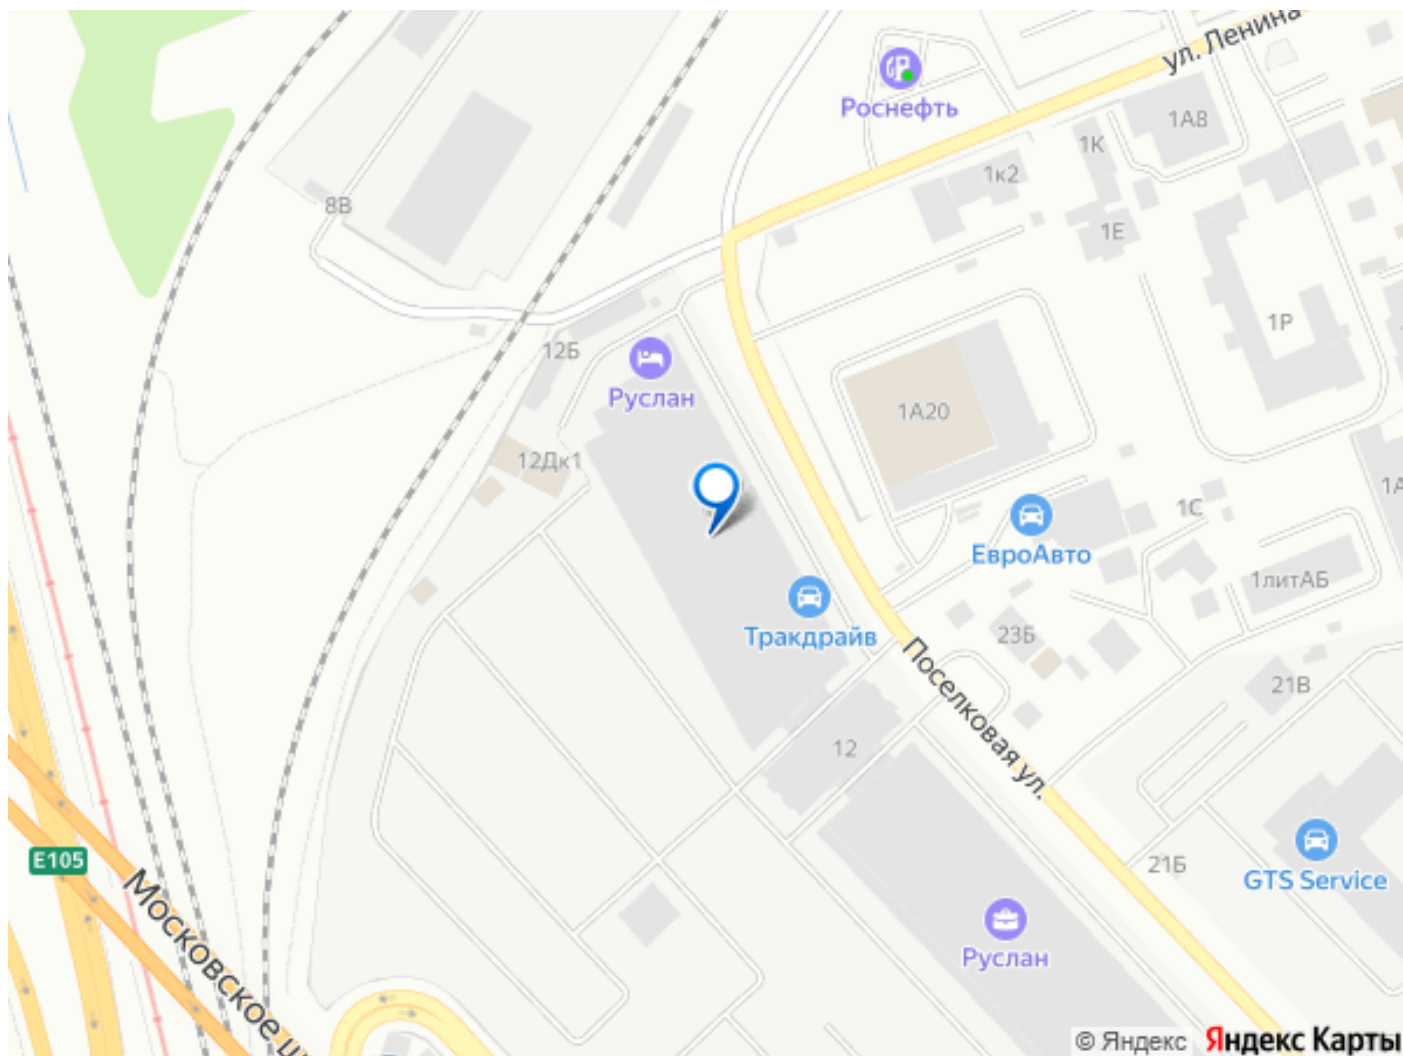 ул. Ленина
Роснефть
1А8
1К
1к2
8В
1Е
1Р
12Б
Руслан
1А20
12Дк1
1С
ЕвроАвто
1литАБ
Тракдрайв
23Б
Поселковая ул.
21В
12
E105
21Б
GTS Service
Московское ш
Руслан
© Яндекс
Яндекс Карты